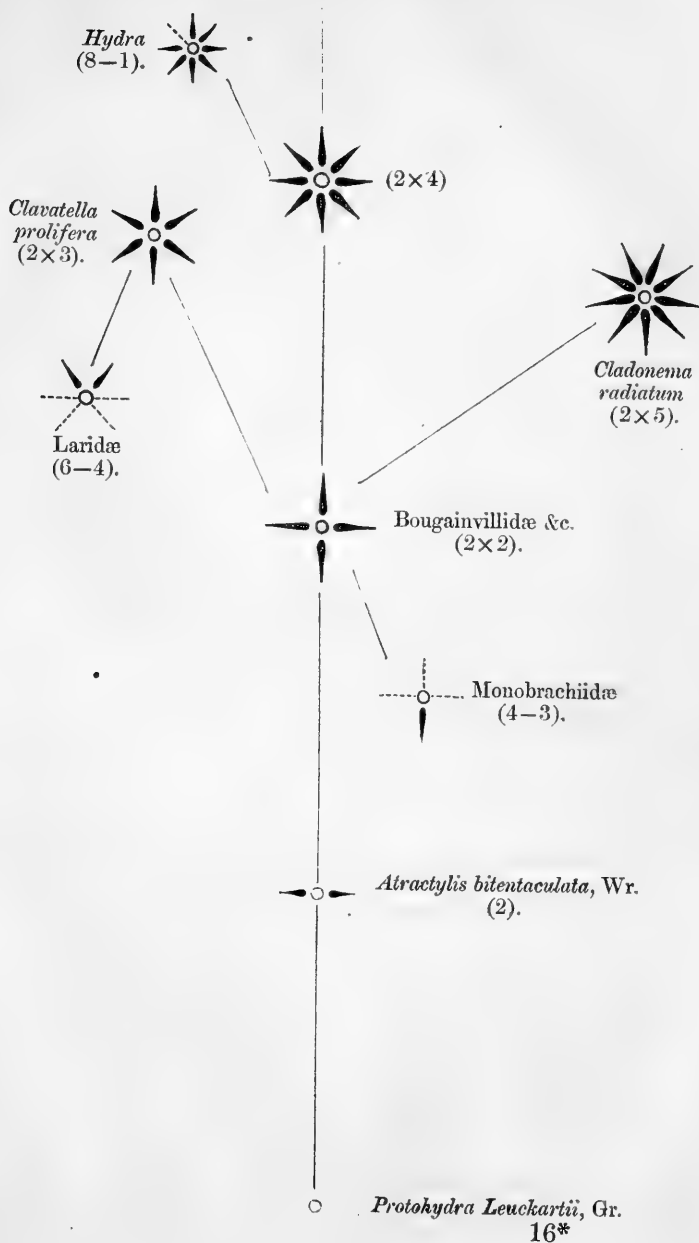 Hydra
(8—1).
(2×4)
Clavatella
prolifera
(2×3).
Cladonema
radiatum
(2×5).
Laridæ
(6—4).
Bougainvillidæ &c.
(2×2).
Monobrachiidæ
(4—3).
Atractylis bitentaculata, Wr.
(2).
Protohydra Leuckartii, Gr.
16*